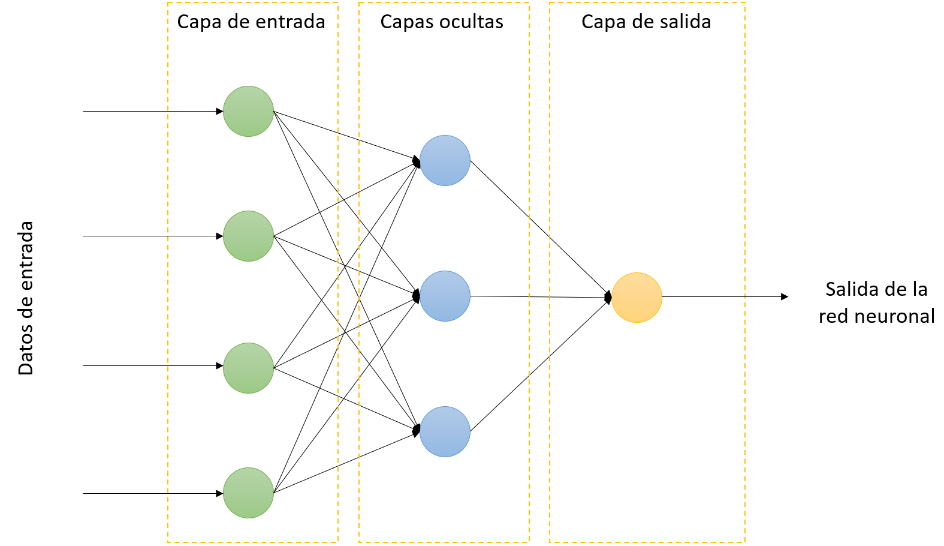 Capa de entrada
Capas ocultas
Capa de salida
Datos de entrada
Salida de la
red neuronal